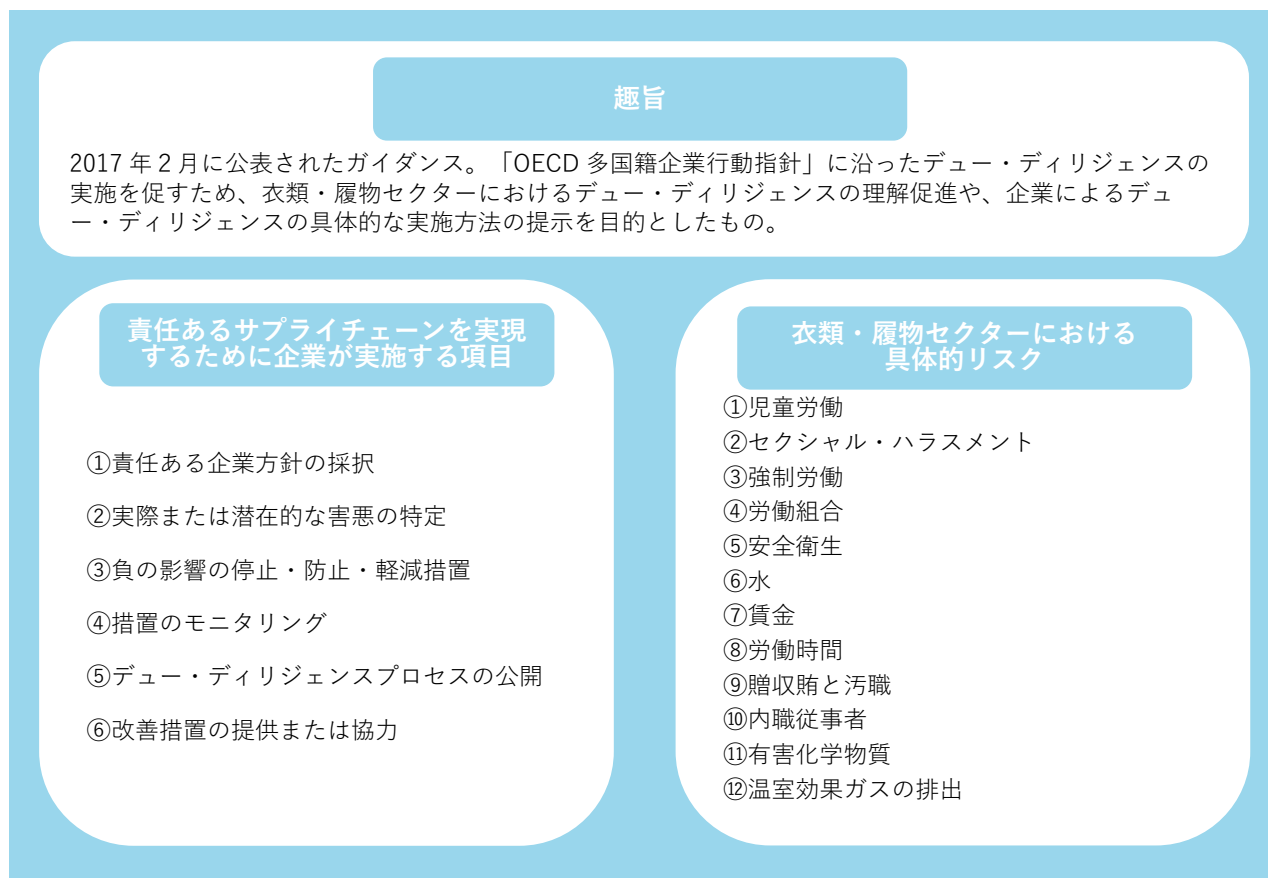 趣旨
2017 年２月に公表されたガイダンス。「OECD 多国籍企業行動指針」に沿ったデュー・ディリジェンスの
実施を促すため、衣類・履物セクターにおけるデュー・ディリジェンスの理解促進や、企業によるデュ
ー・ディリジェンスの具体的な実施方法の提示を目的としたもの。
責任あるサプライチェーンを実現
するために企業が実施する項目
①責任ある企業方針の採択
②実際または潜在的な害悪の特定
③負の影響の停止・防止・軽減措置
④措置のモニタリング
⑤デュー・ディリジェンスプロセスの公開
⑥改善措置の提供または協力
衣類・履物セクターにおける
具体的リスク
①児童労働
②セクシャル・ハラスメント
③強制労働
④労働組合
⑤安全衛生
⑥水
⑦賃金
⑧労働時間
⑨贈収賄と汚職
⑩内職従事者
⑪有害化学物質
⑫温室効果ガスの排出